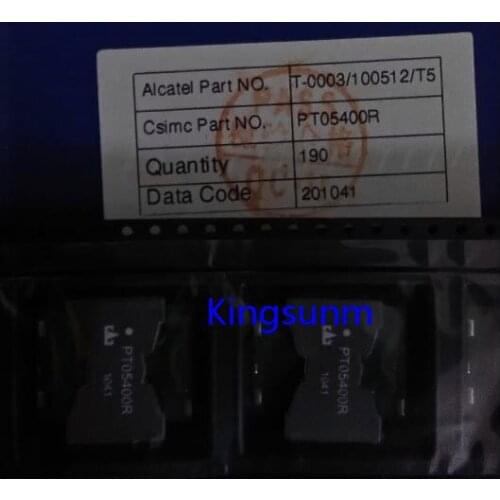 Alcatel Part NO. T-0003/100512/T5
Csimc Part NO. PT05400R
Quantity 190
Data Code 201041
PASS
Kingsunm
PT05400R
1041
PT05400R
1041